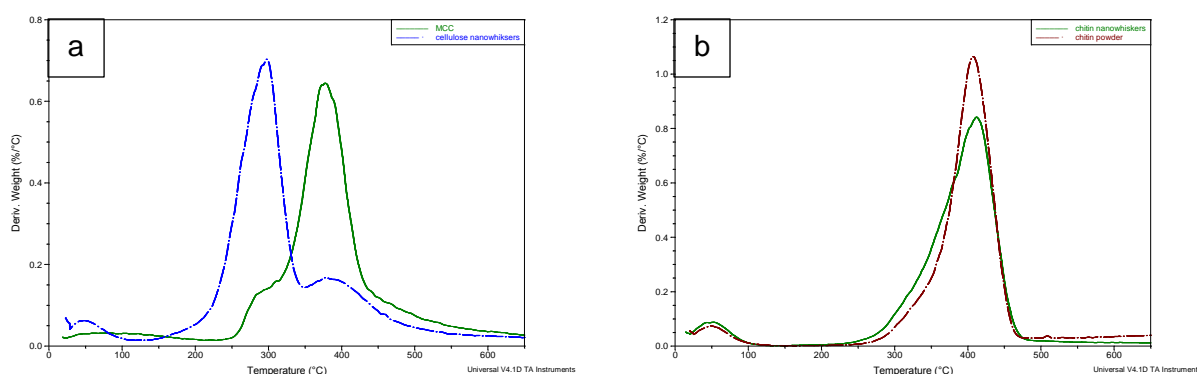 a
MCC
cellulose nanowhiksers
0.8
0.6
0.4
0.2
0.0
Deriv. Weight (%/°C)
0
100
200
300
400
500
600
Temperature (°C)
Universal V4.1D TA Instruments
b
chitin nanowhiskers
chitin powder
1.2
1.0
0.8
0.6
0.4
0.2
0.0
Deriv. Weight (%/°C)
0
100
200
300
400
500
600
Temperature (°C)
Universal V4.1D TA Instruments